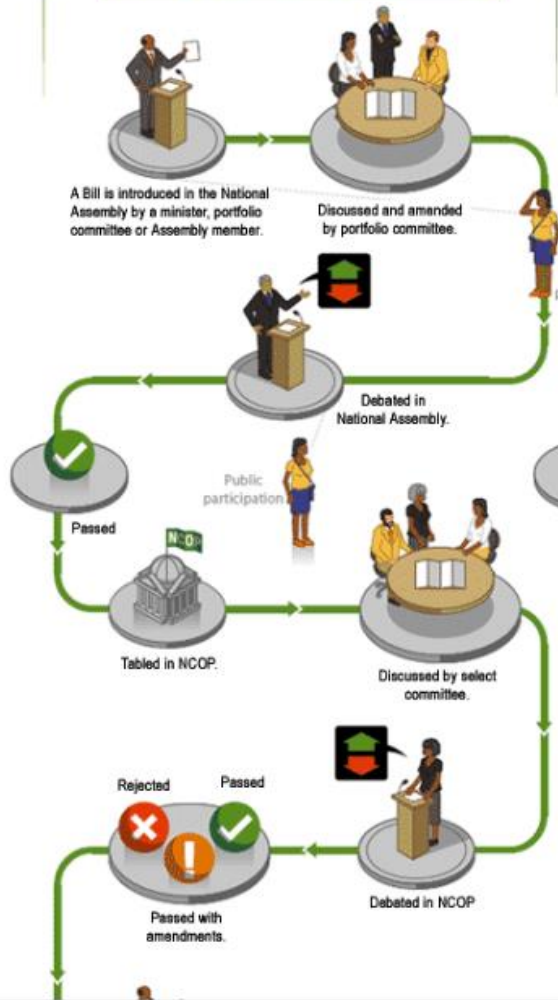 A Bill is introduced in the National
Assembly by a minister, portfolio
committee or Assembly member.
Discussed and amended
by portfolio committee.
Debated in
National Assembly.
Public
participation
Passed
NCOP
Tabled in NCOP.
Discussed by select
committee.
Rejected
Passed
Passed with
amendments.
Debated in NCOP